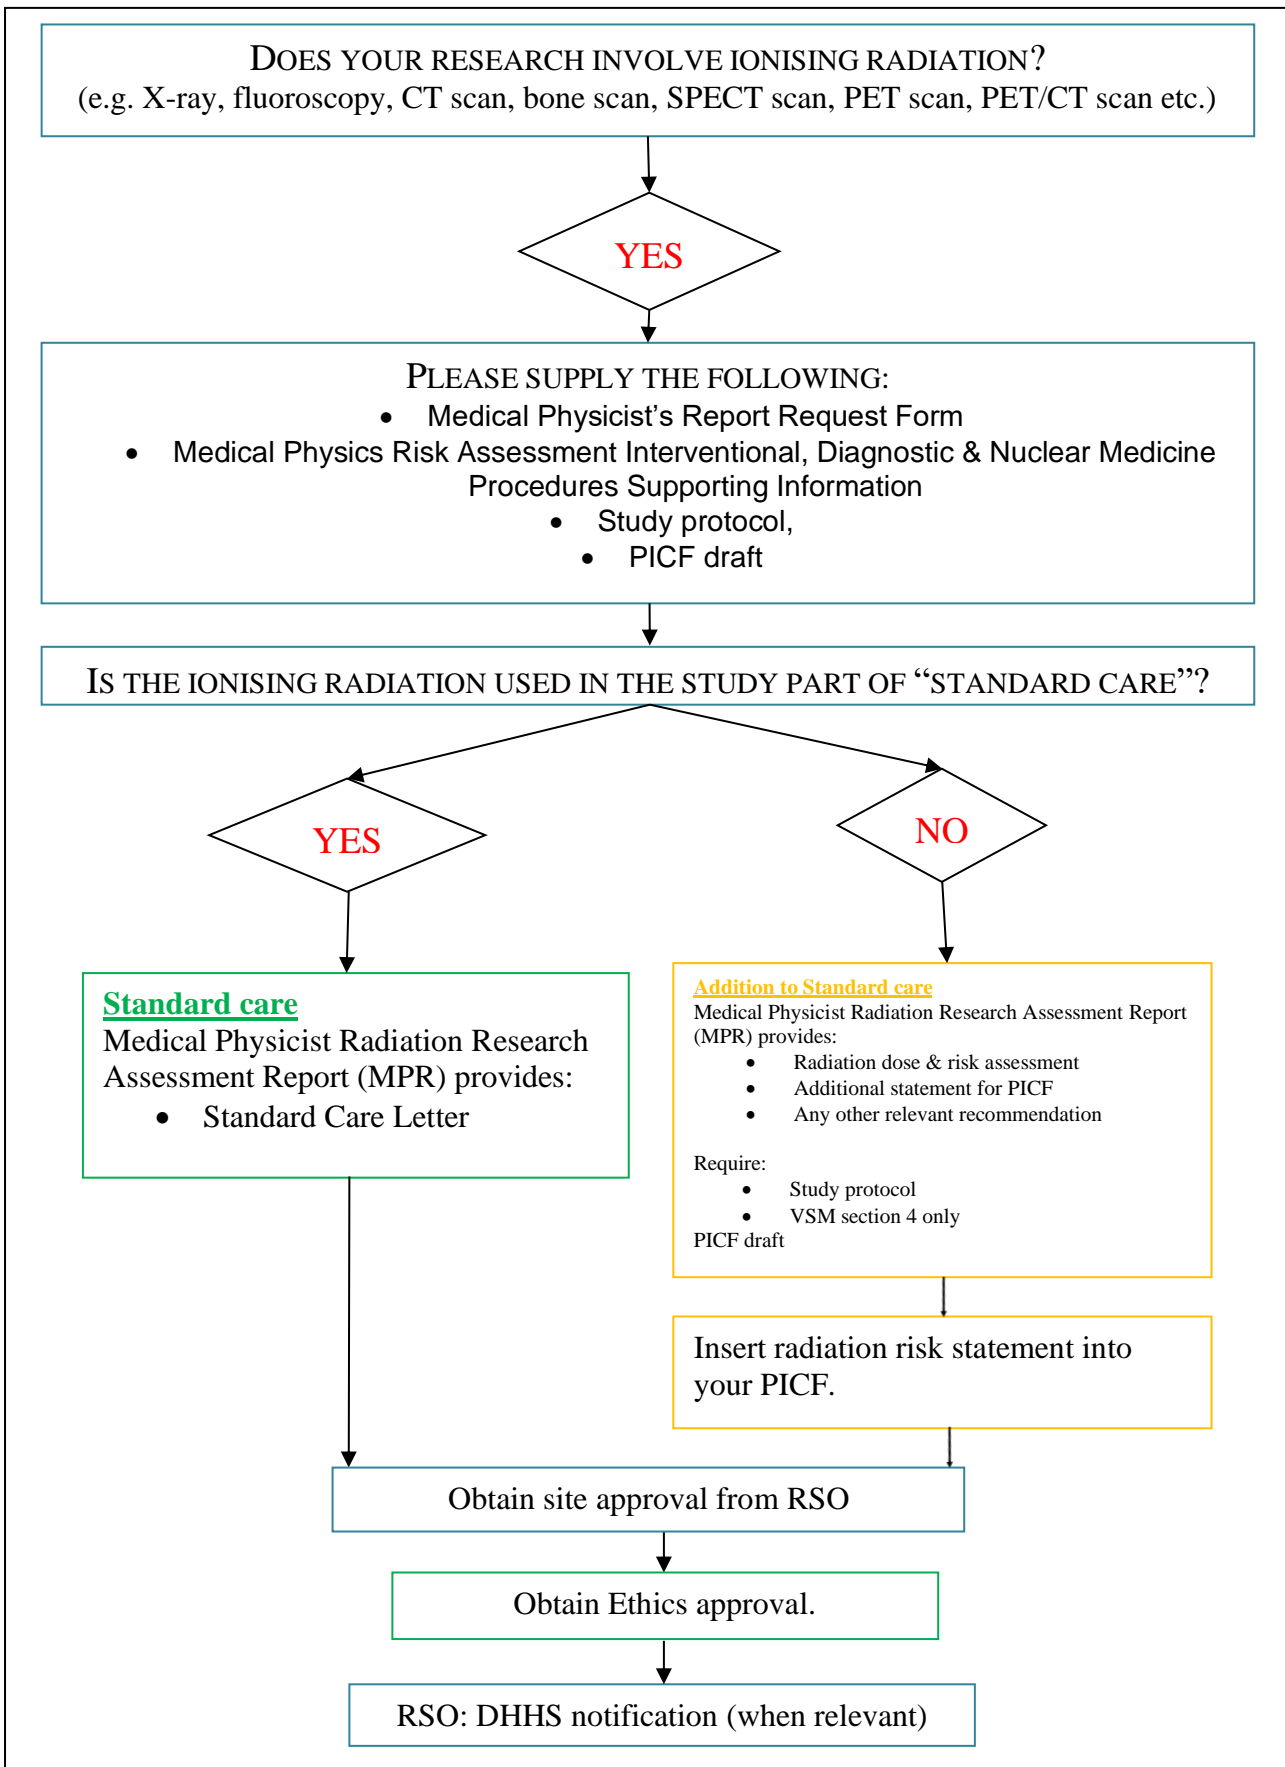 DOES YOUR RESEARCH INVOLVE IONISING RADIATION?
(e.g. X-ray, fluoroscopy, CT scan, bone scan, SPECT scan, PET scan, PET/CT scan etc.)
YES
PLEASE SUPPLY THE FOLLOWING:
• Medical Physicist’s Report Request Form
• Medical Physics Risk Assessment Interventional, Diagnostic & Nuclear Medicine
Procedures Supporting Information
• Study protocol,
• PICF draft
IS THE IONISING RADIATION USED IN THE STUDY PART OF “STANDARD CARE”?
YES
NO
Standard care
Medical Physicist Radiation Research
Assessment Report (MPR) provides:
• Standard Care Letter
Addition to Standard care
Medical Physicist Radiation Research Assessment Report
(MPR) provides:
• Radiation dose & risk assessment
• Additional statement for PICF
• Any other relevant recommendation
Require:
• Study protocol
• VSM section 4 only
PICF draft
Insert radiation risk statement into
your PICF.
Obtain site approval from RSO
Obtain Ethics approval.
RSO: DHHS notification (when relevant)